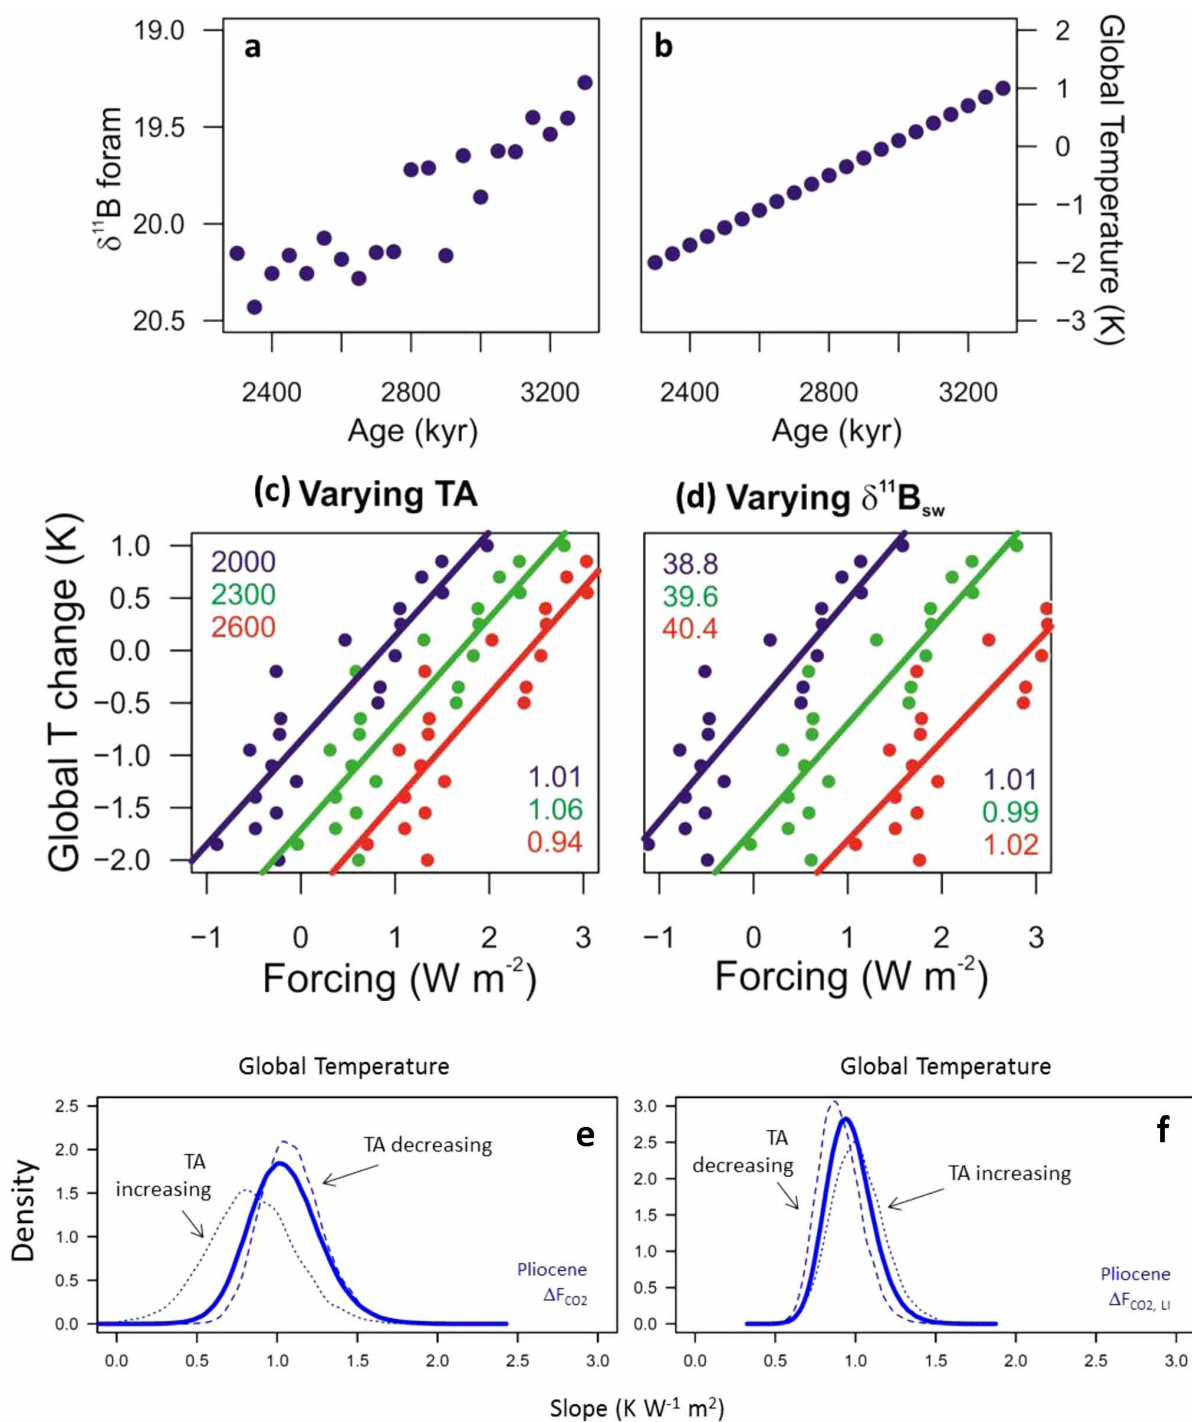 a
b
19.0
19.5
20.0
20.5
δ¹¹B foram
2
1
0
−1
−2
−3
Global Temperature (K)
2400 2800 3200
2400 2800 3200
Age (kyr)
Age (kyr)
(c) Varying TA
(d) Varying δ¹¹Bsw
Global T change (K)
1.0
0.5
0.0
−0.5
−1.0
−1.5
−2.0
2000
2300
2600
1.01
1.06
0.94
38.8
39.6
40.4
1.01
0.99
1.02
−1 0 1 2 3
−1 0 1 2 3
Forcing (W m⁻²)
Forcing (W m⁻²)
Global Temperature
Global Temperature
Density
2.5
2.0
1.5
1.0
0.5
0.0
e
TA
increasing
TA decreasing
Pliocene
ΔFCO2
0.0 0.5 1.0 1.5 2.0 2.5 3.0
3.0
2.5
2.0
1.5
1.0
0.5
0.0
f
TA
decreasing
TA increasing
Pliocene
ΔFCO2, LI
0.0 0.5 1.0 1.5 2.0 2.5 3.0
Slope (K W⁻¹ m²)